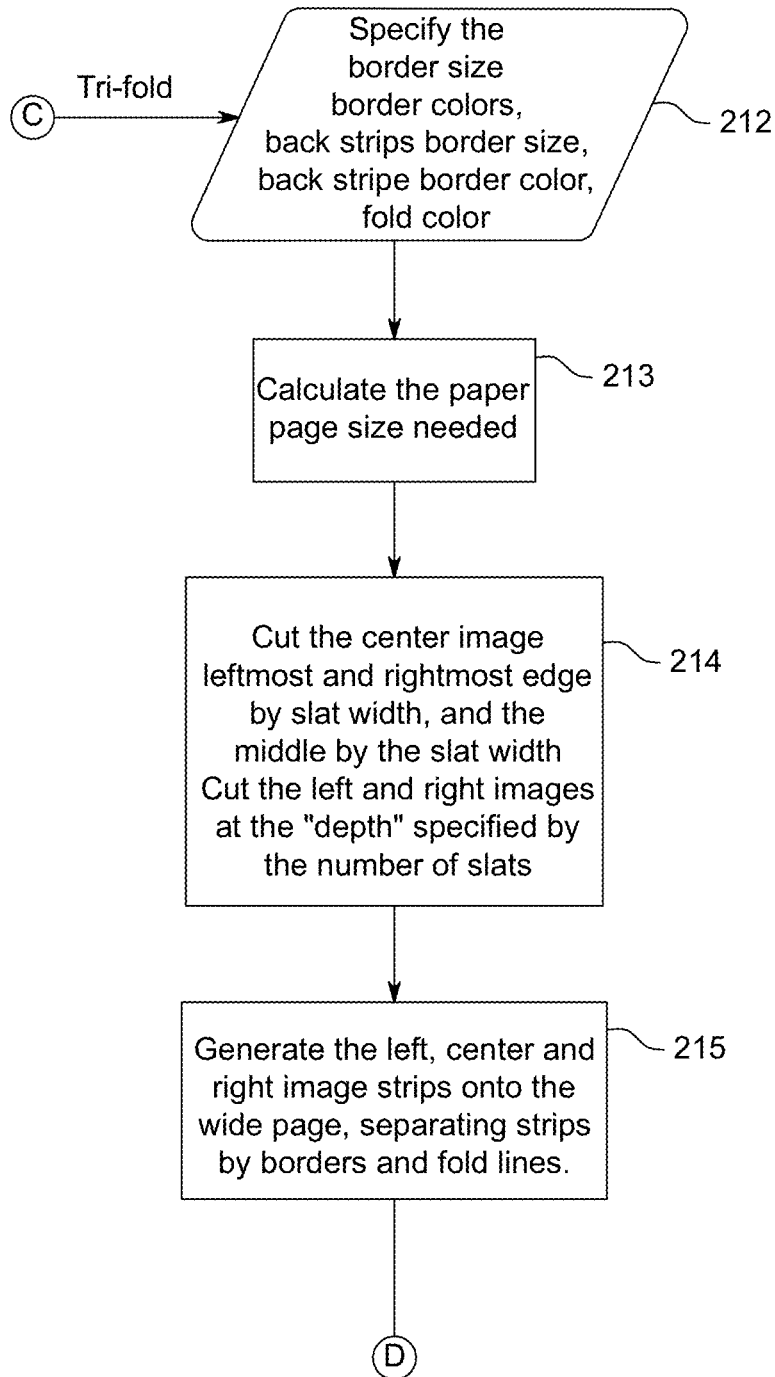 Specify the
border size
border colors,
back strips border size,
back stripe border color,
fold color
212
C
Tri-fold
Calculate the paper
page size needed
213
Cut the center image
leftmost and rightmost edge
by slat width, and the
middle by the slat width
Cut the left and right images
at the "depth" specified by
the number of slats
214
Generate the left, center and
right image strips onto the
wide page, separating strips
by borders and fold lines.
215
D